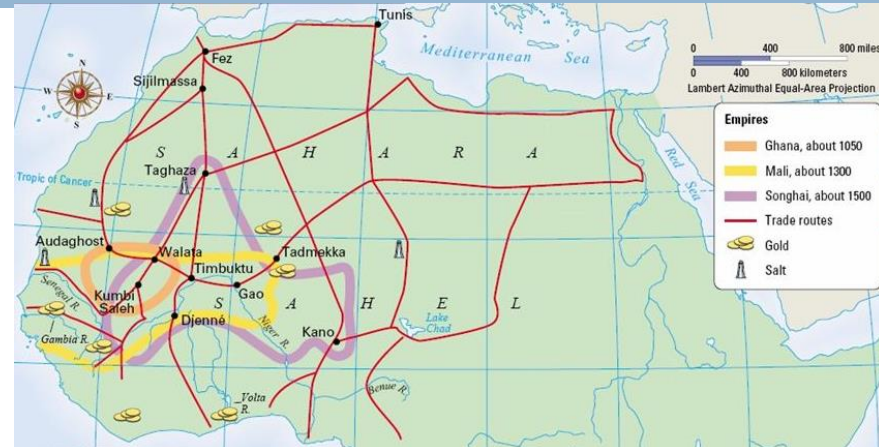 Tunis
Mediterranean Sea
Fez
Sijilmassa
N
W E
S
0 400 800 miles
0 400 800 kilometers
Lambert Azimuthal Equal-Area Projection
Empires
Ghana, about 1050
Mali, about 1300
Songhai, about 1500
Trade routes
Gold
Salt
S A H A R A
Taghaza
Tropic of Cancer
Red Sea
Audaghost
Walata
Tadmekka
Timbuktu
Senegal R.
Kumbi
Saleh
Gao
S A H E L
Djenné
Niger R.
Gambia R.
Kano
Lake
Chad
Volta
R.
Benue R.